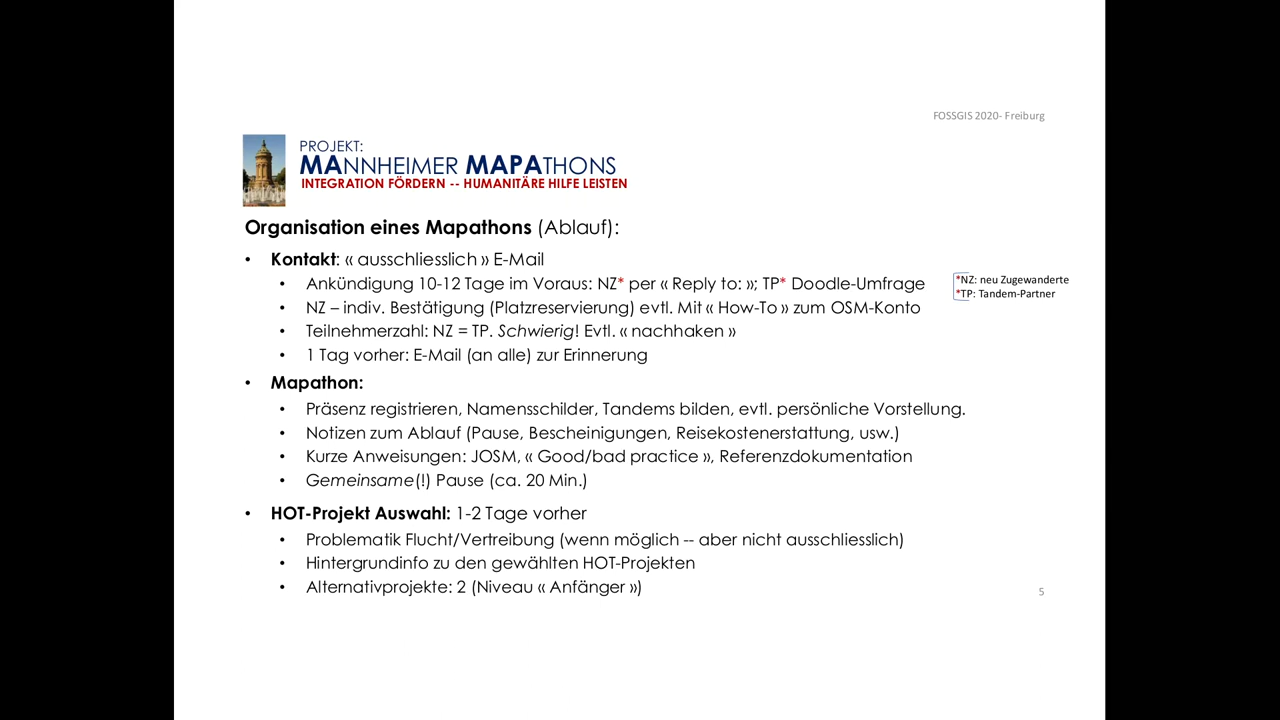 FOSSGIS 2020- Freiburg
PROJEKT:
MANNHEIMER MAPATHONS
INTEGRATION FÖRDERN -- HUMANITÄRE HILFE LEISTEN
Organisation eines Mapathons (Ablauf):
• Kontakt: « ausschliesslich » E-Mail
• Ankündigung 10-12 Tage im Voraus: NZ* per « Reply to: »; TP* Doodle-Umfrage
*NZ: neu Zugewanderte
*TP: Tandem-Partner
• NZ – indiv. Bestätigung (Platzreservierung) evtl. Mit « How-To » zum OSM-Konto
• Teilnehmerzahl: NZ = TP. Schwierig! Evtl. « nachhaken »
• 1 Tag vorher: E-Mail (an alle) zur Erinnerung
• Mapathon:
• Präsenz registrieren, Namensschilder, Tandems bilden, evtl. persönliche Vorstellung.
• Notizen zum Ablauf (Pause, Bescheinigungen, Reisekostenerstattung, usw.)
• Kurze Anweisungen: JOSM, « Good/bad practice », Referenzdokumentation
• Gemeinsame(!) Pause (ca. 20 Min.)
• HOT-Projekt Auswahl: 1-2 Tage vorher
• Problematik Flucht/Vertreibung (wenn möglich -- aber nicht ausschliesslich)
• Hintergrundinfo zu den gewählten HOT-Projekten
• Alternativprojekte: 2 (Niveau « Anfänger »)
5